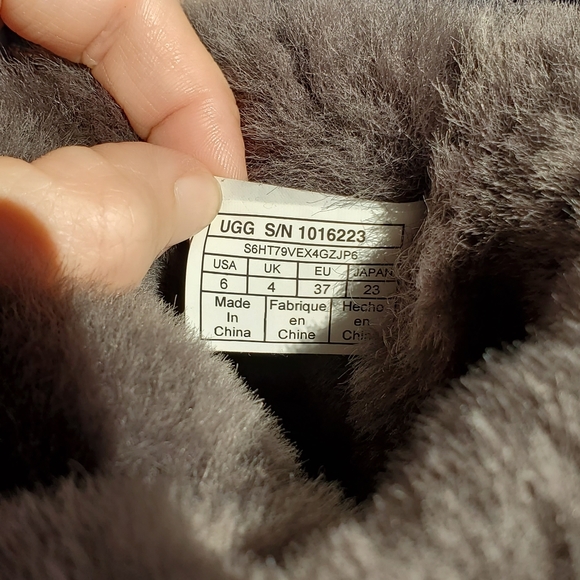 UGG S/N 1016223
S6HT79VEX4GZJP6
USA UK EU JAPAN
6 4 37 23
Made Fabrique Hecho
In en en
China Chine